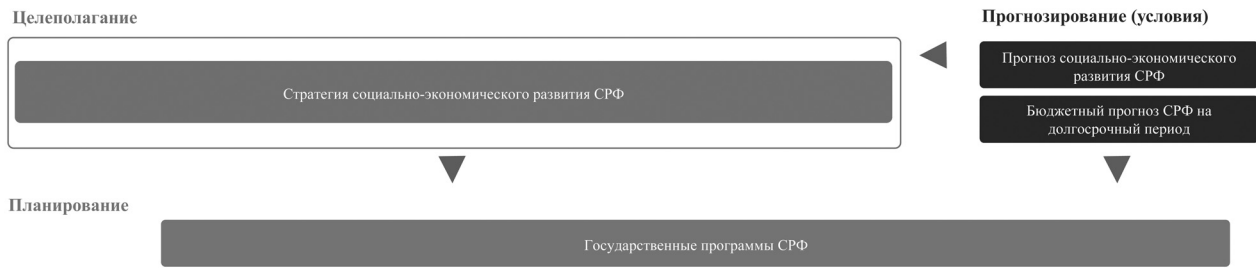 Целеполагание
Прогнозирование (условия)
Стратегия социально-экономического развития СРФ
Прогноз социально-экономического
развития СРФ
Бюджетный прогноз СРФ на
долгосрочный период
Планирование
Государственные программы СРФ